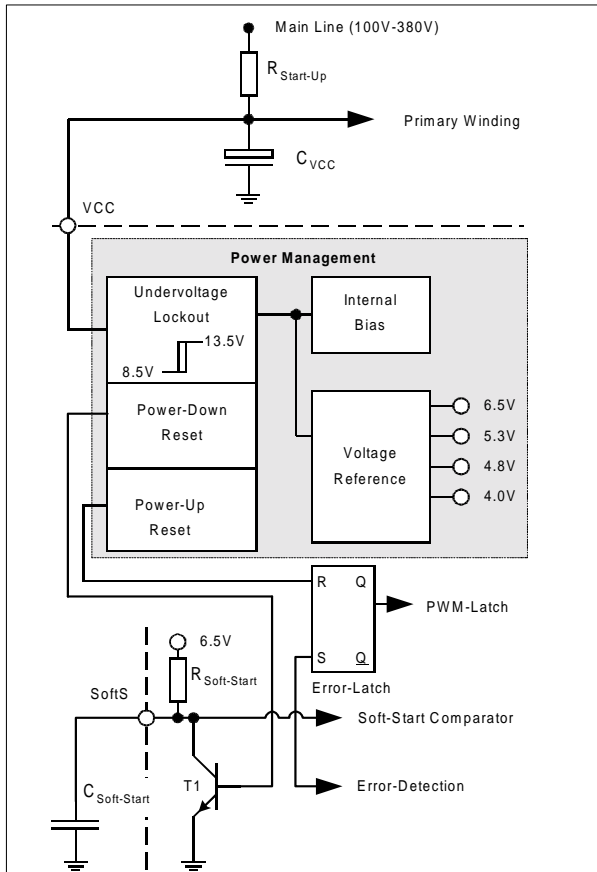 Main Line (100V-380V)
R Start-Up
Primary Winding
C VCC
VCC
Power Management
Undervoltage
Lockout
13.5V
8.5V
Internal
Bias
Power-Down
Reset
Power-Up
Reset
Voltage
Reference
6.5V
5.3V
4.8V
4.0V
R Q
S Q
PWM-Latch
Error-Latch
6.5V
R Soft-Start
SoftS
Soft-Start Comparator
T1
Error-Detection
C Soft-Start